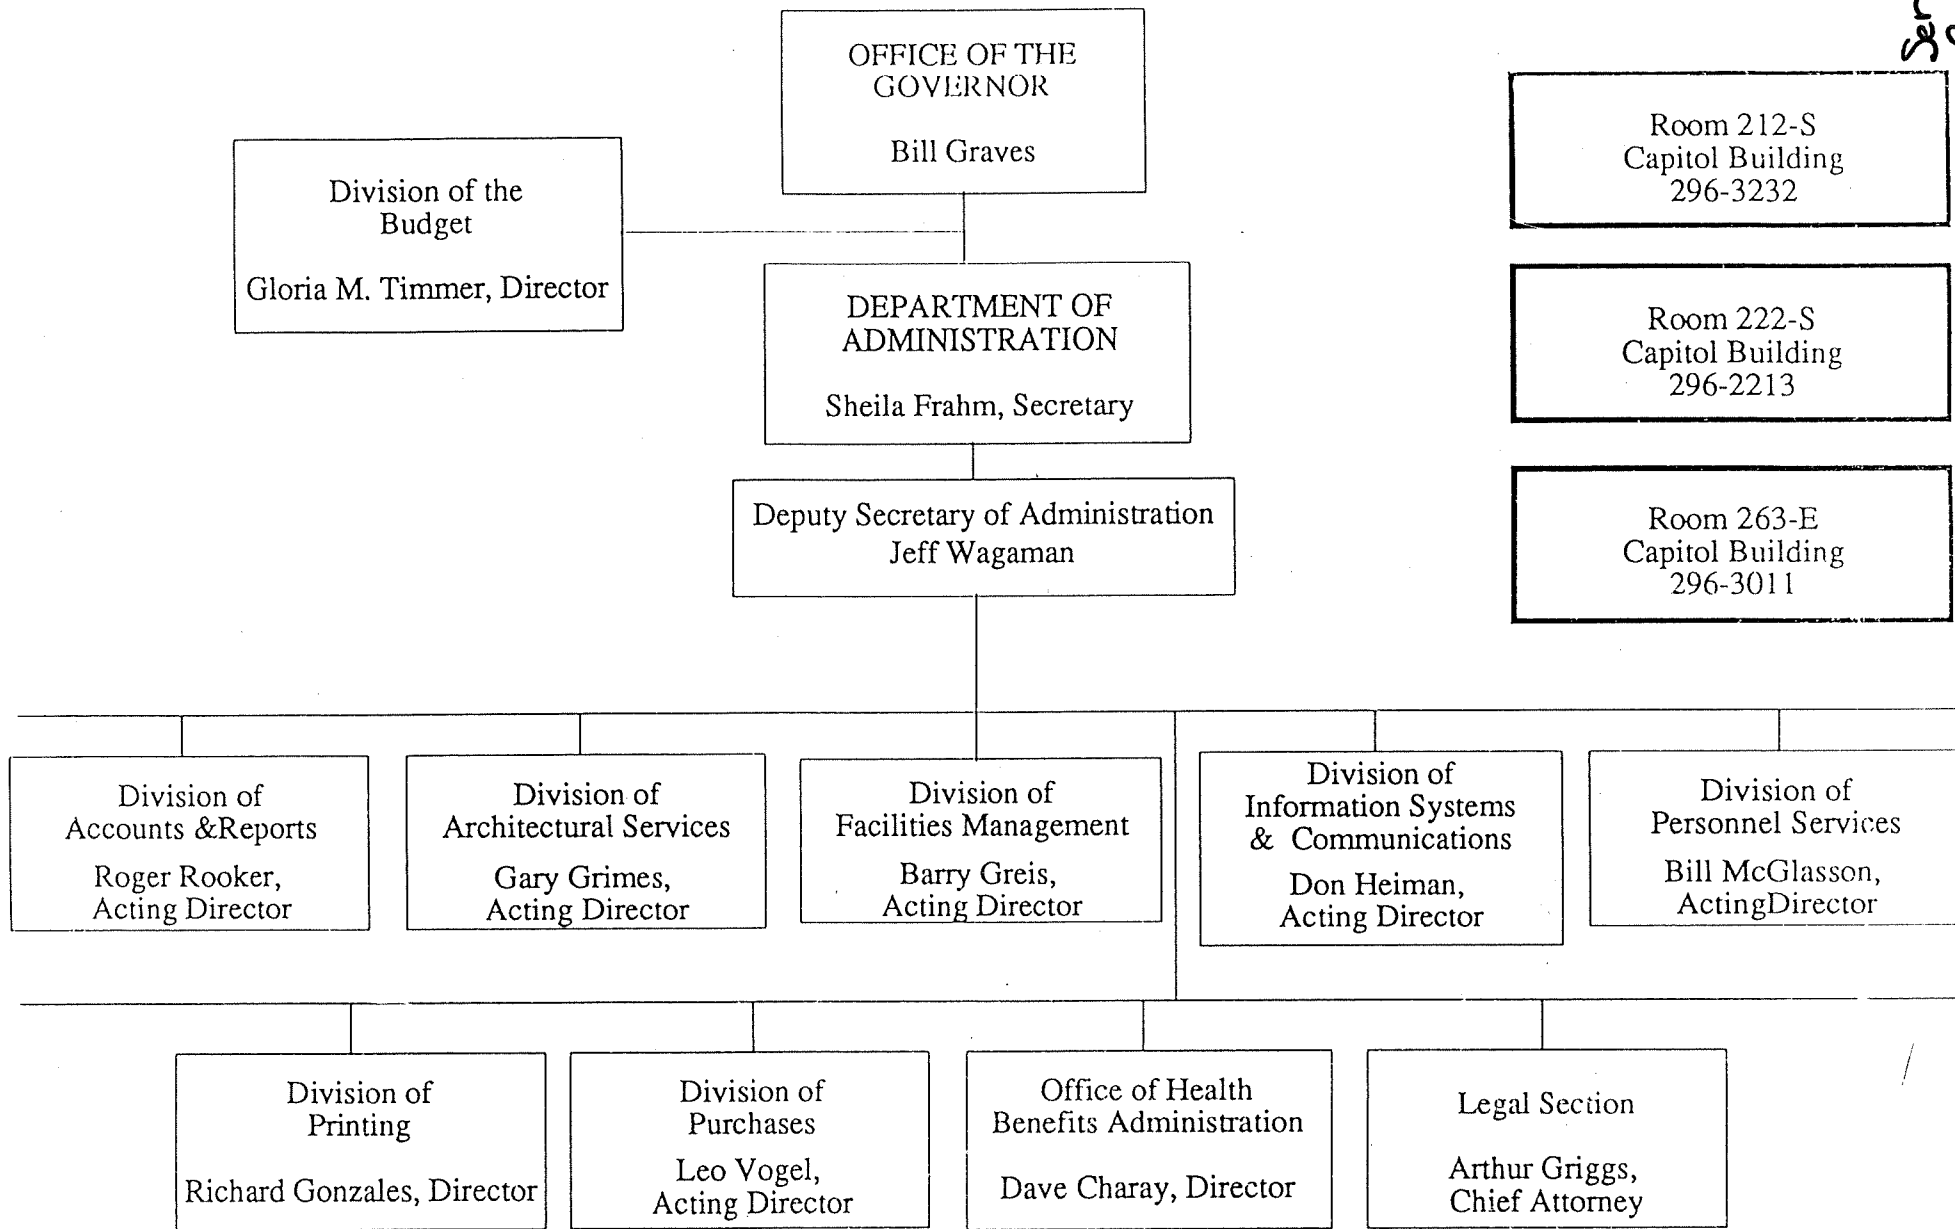 OFFICE OF THE
GOVERNOR
Bill Graves
Room 212-S
Capitol Building
296-3232
Division of the
Budget
Gloria M. Timmer, Director
DEPARTMENT OF
ADMINISTRATION
Sheila Frahm, Secretary
Room 222-S
Capitol Building
296-2213
Deputy Secretary of Administration
Jeff Wagaman
Room 263-E
Capitol Building
296-3011
Division of
Accounts &Reports
Roger Rooker,
Acting Director
Division of
Architectural Services
Gary Grimes,
Acting Director
Division of
Facilities Management
Barry Greis,
Acting Director
Division of
Information Systems
& Communications
Don Heiman,
Acting Director
Division of
Personnel Services
Bill McGlasson,
ActingDirector
Division of
Printing
Richard Gonzales, Director
Division of
Purchases
Leo Vogel,
Acting Director
Office of Health
Benefits Administration
Dave Charay, Director
Legal Section
Arthur Griggs,
Chief Attorney